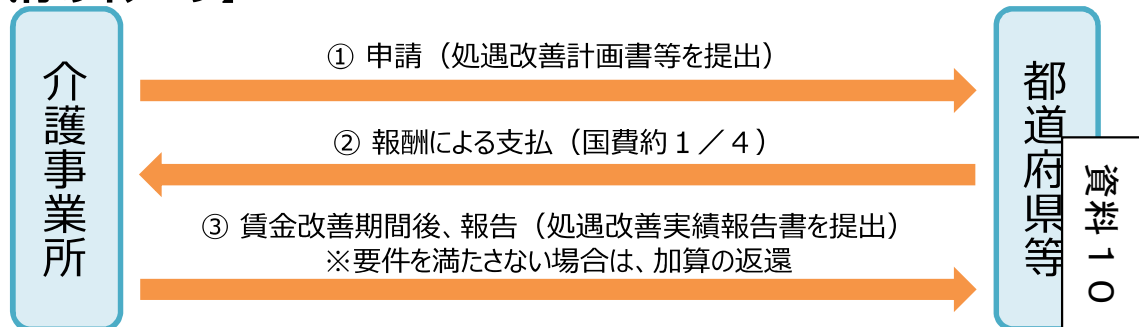 介護事業所
① 申請（処遇改善計画書等を提出）
② 報酬による支払（国費約１／４）
③ 賃金改善期間後、報告（処遇改善実績報告書を提出）
※要件を満たさない場合は、加算の返還
都道府県等
資料１０